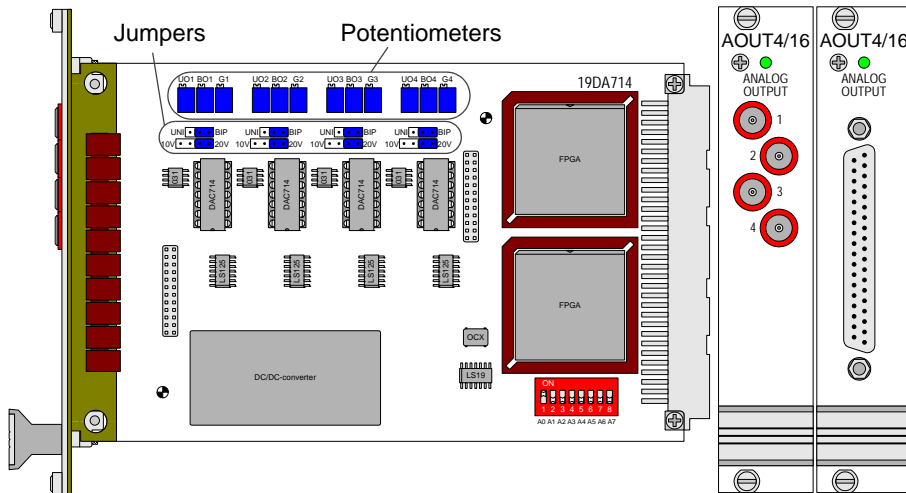 Jumpers
Potentiometers
UO1 BO1 G1 UO2 BO2 G2 UO3 BO3 G3 UO4 BO4 G4
19DA714
UNI BIP UNI BIP UNI BIP UNI BIP
10V 20V 10V 20V 10V 20V 10V 20V
031 031 031 031
DAC714 DAC714 DAC714 DAC714
FPGA
LS125 LS125 LS125 LS125
FPGA
OCX
DC/DC-converter
LS19
ON
1 2 3 4 5 6 7 8
A0 A1 A2 A3 A4 A5 A6 A7
AOUT4/16
ANALOG
OUTPUT
1
2
3
4
AOUT4/16
ANALOG
OUTPUT